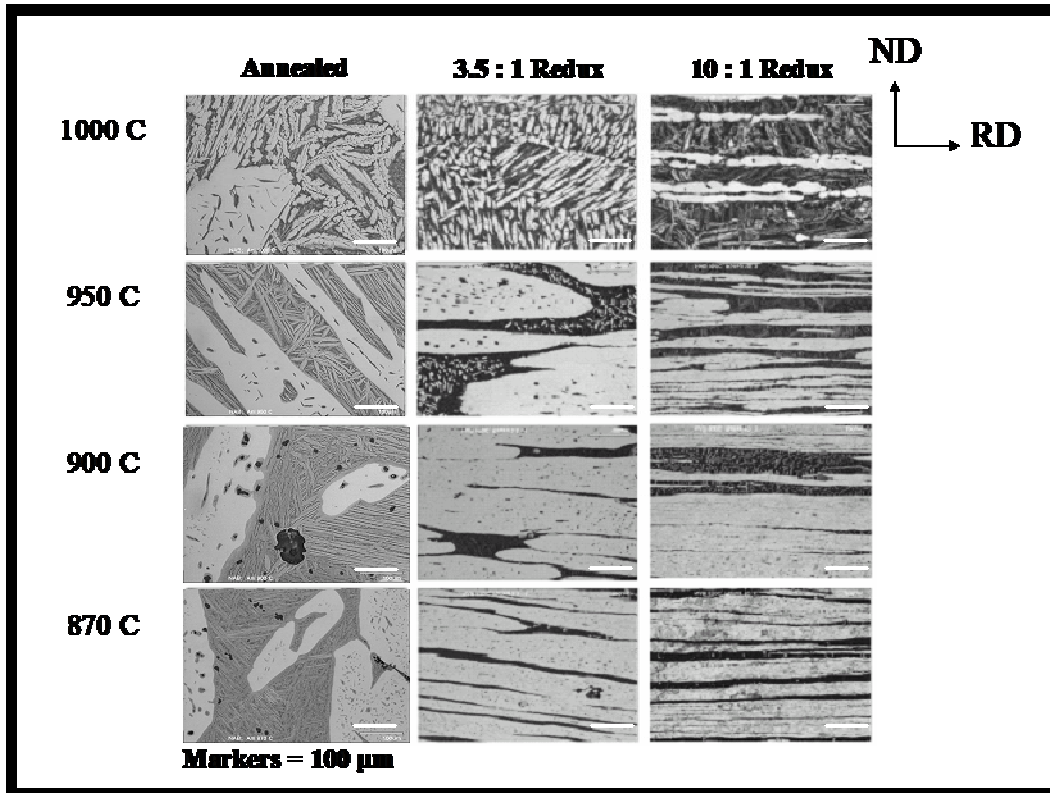 ND
Annealed 3.5 : 1 Redux 10 : 1 Redux
1000 C
RD
950 C
900 C
870 C
Markers = 100 μm